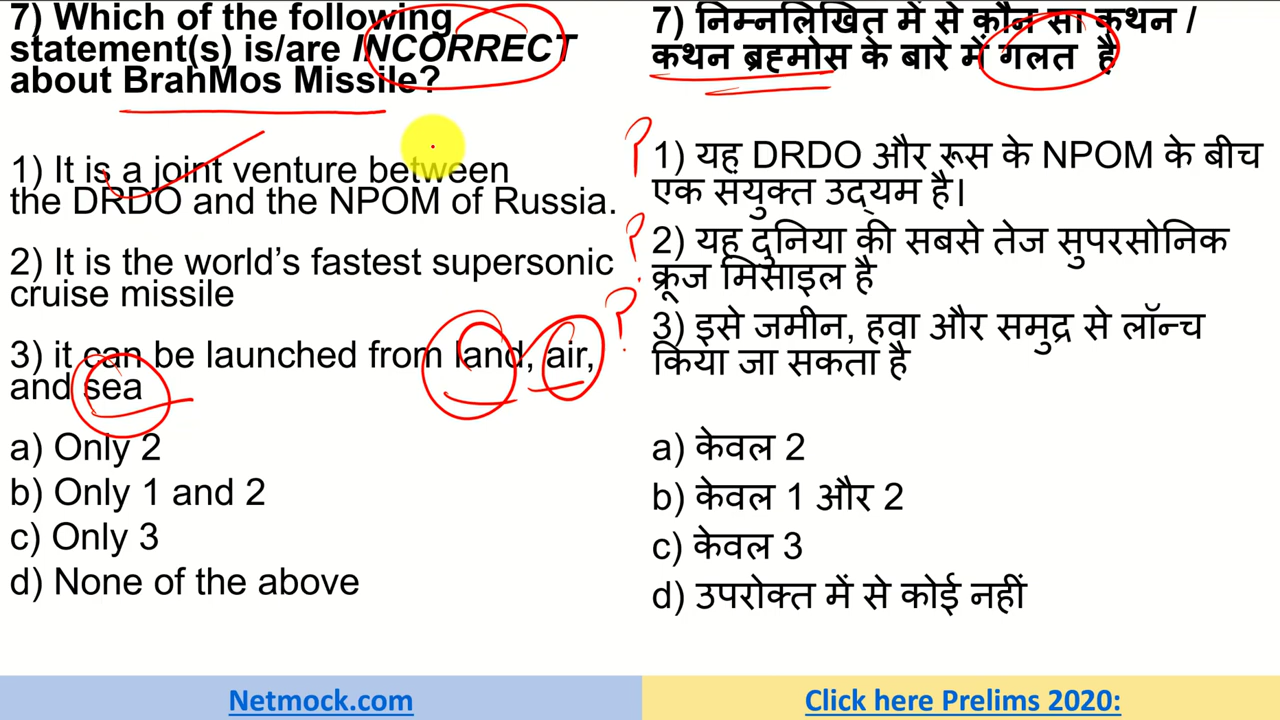 7) Which of the following
statement(s) is/are INCORRECT
about BrahMos Missile?
1) It is a joint venture between
the DRDO and the NPOM of Russia.
2) It is the world’s fastest supersonic
cruise missile
3) it can be launched from land, air,
and sea
a) Only 2
b) Only 1 and 2
c) Only 3
d) None of the above
7) निम्नलिखित में से कौन सा कथन /
कथन ब्रह्मोस के बारे में गलत है
1) यह DRDO और रूस के NPOM के बीच
एक संयुक्त उद्यम है।
2) यह दुनिया की सबसे तेज सुपरसोनिक
क्रूज मिसाइल है
3) इसे जमीन, हवा और समुद्र से लॉन्च
किया जा सकता है
a) केवल 2
b) केवल 1 और 2
c) केवल 3
d) उपरोक्त में से कोई नहीं
?
?
?
Netmock.com
Click here Prelims 2020: